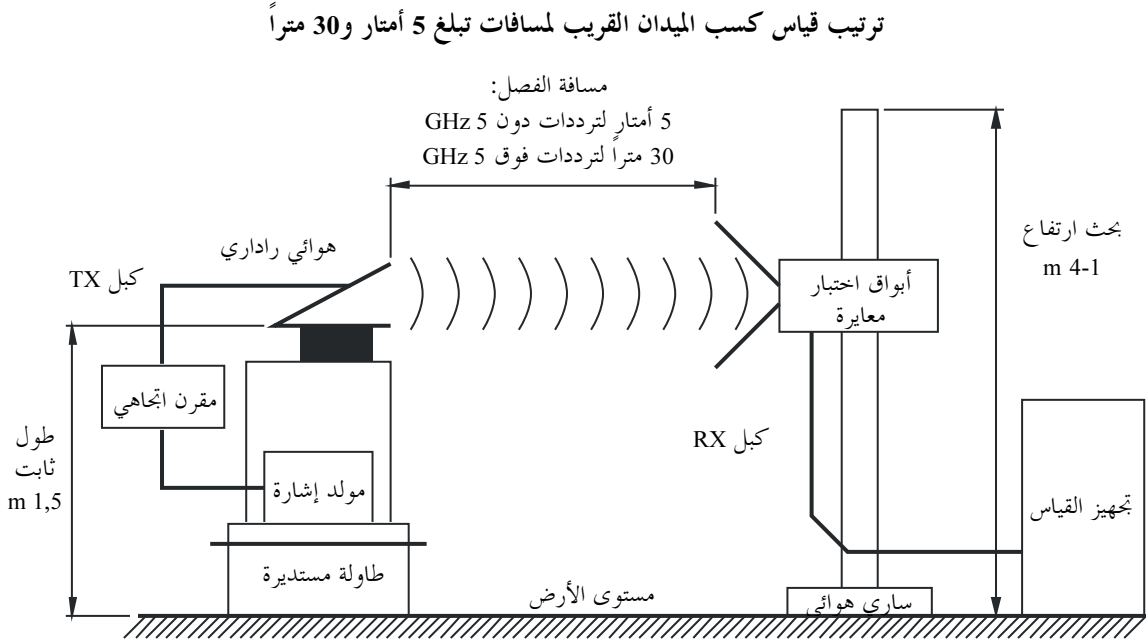 ترتيب قياس كسب الميدان القريب لمسافات تبلغ 5 أمتار و30 متراً
مسافة الفصل:
5 أمتار لترددات دون 5 GHz
30 متراً لترددات فوق 5 GHz
بحث ارتفاع
4-1 m
هوائي راداري
كبل TX
أبواق اختبار
معايرة
مقرن اتجاهي
كبل RX
طول
ثابت
1,5 m
مولد إشارة
تجهيز القياس
طاولة مستديرة
مستوى الأرض
ساري هوائي